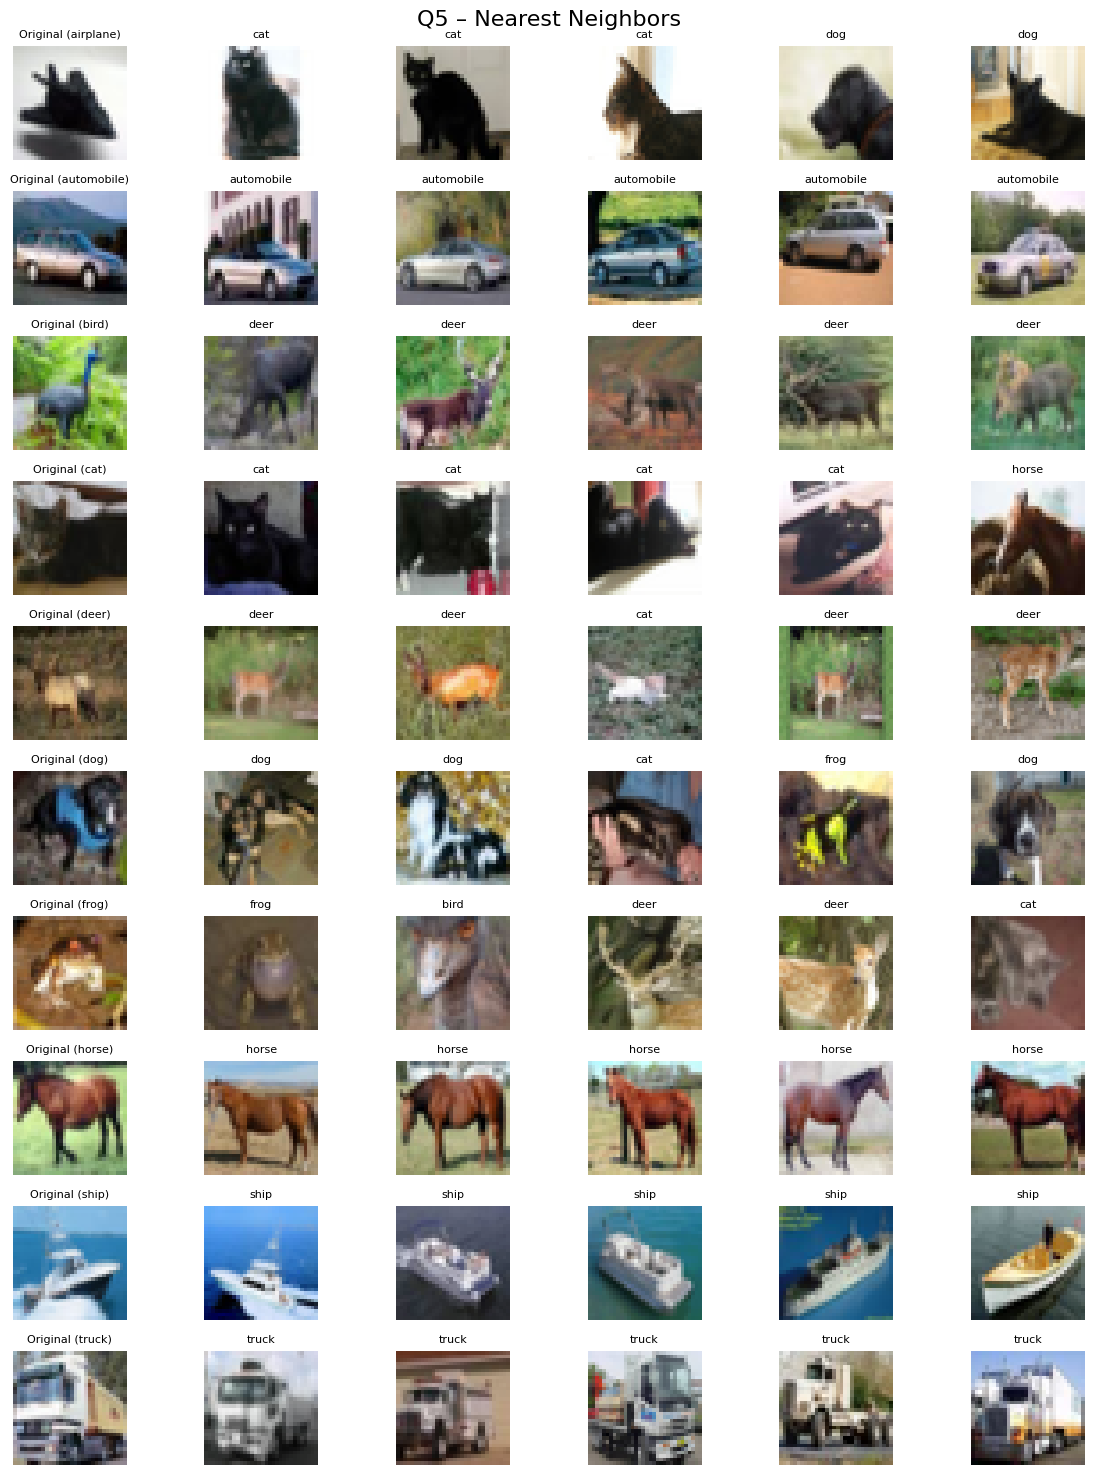 Q5 – Nearest Neighbors
Original (airplane) cat cat cat dog dog
Original (automobile) automobile automobile automobile automobile automobile
Original (bird) deer deer deer deer deer
Original (cat) cat cat cat cat horse
Original (deer) deer deer cat deer deer
Original (dog) dog dog cat frog dog
Original (frog) frog bird deer deer cat
Original (horse) horse horse horse horse horse
Original (ship) ship ship ship ship ship
Original (truck) truck truck truck truck truck